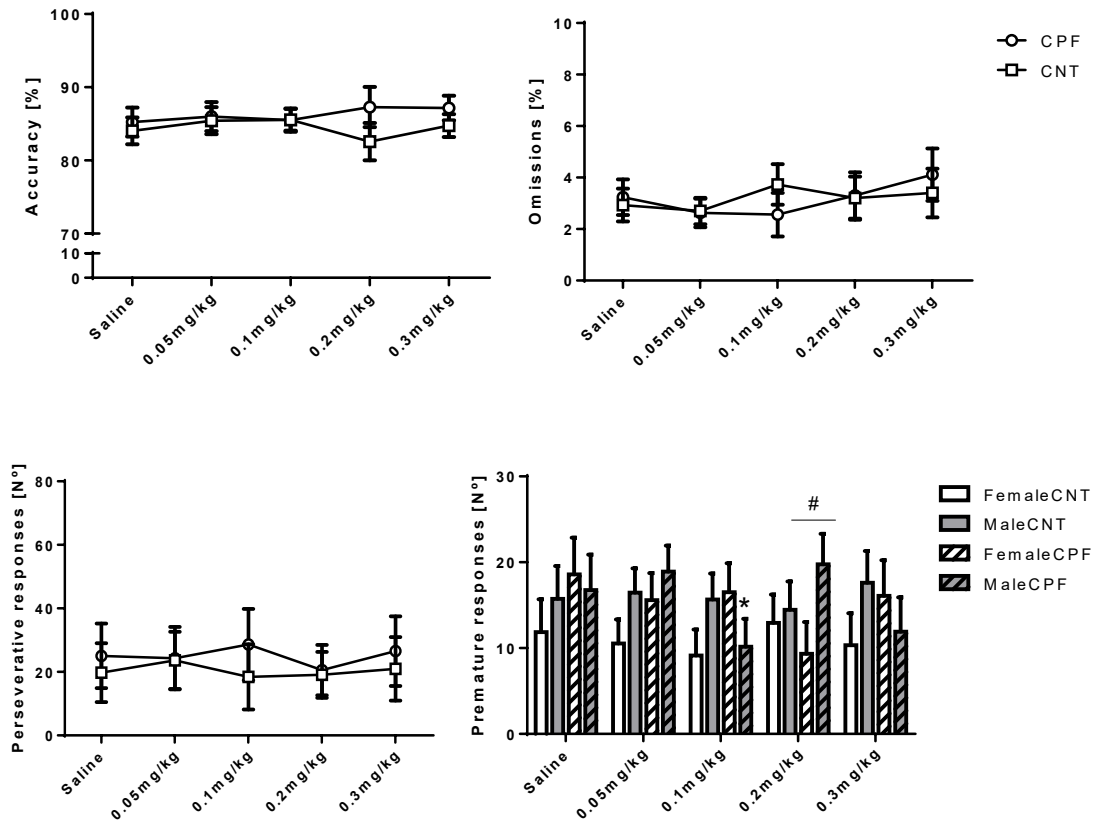 Accuracy [%]
100
90
80
70
10
0
Saline
0.05mg/kg
0.1mg/kg
0.2mg/kg
0.3mg/kg
Omissions [%]
10
8
6
4
2
0
Saline
0.05mg/kg
0.1mg/kg
0.2mg/kg
0.3mg/kg
CPF
CNT
Perseverative responses [Nº]
80
60
40
20
0
Saline
0.05mg/kg
0.1mg/kg
0.2mg/kg
0.3mg/kg
Premature responses [Nº]
30
20
10
0
*
#
Saline
0.05mg/kg
0.1mg/kg
0.2mg/kg
0.3mg/kg
FemaleCNT
MaleCNT
FemaleCPF
MaleCPF